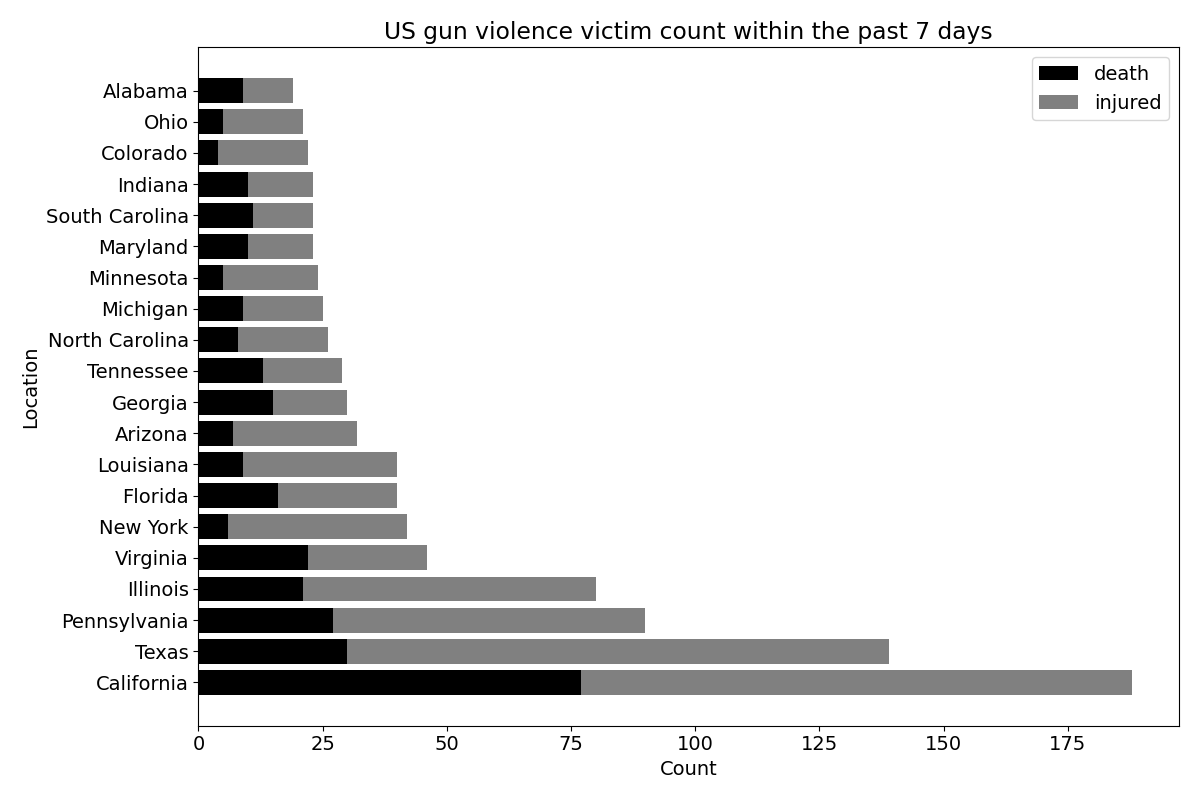 US gun violence victim count within the past 7 days
death
injured
Alabama
Ohio
Colorado
Indiana
South Carolina
Maryland
Minnesota
Michigan
North Carolina
Tennessee
Georgia
Arizona
Louisiana
Florida
New York
Virginia
Illinois
Pennsylvania
Texas
California
Location
0 25 50 75 100 125 150 175
Count